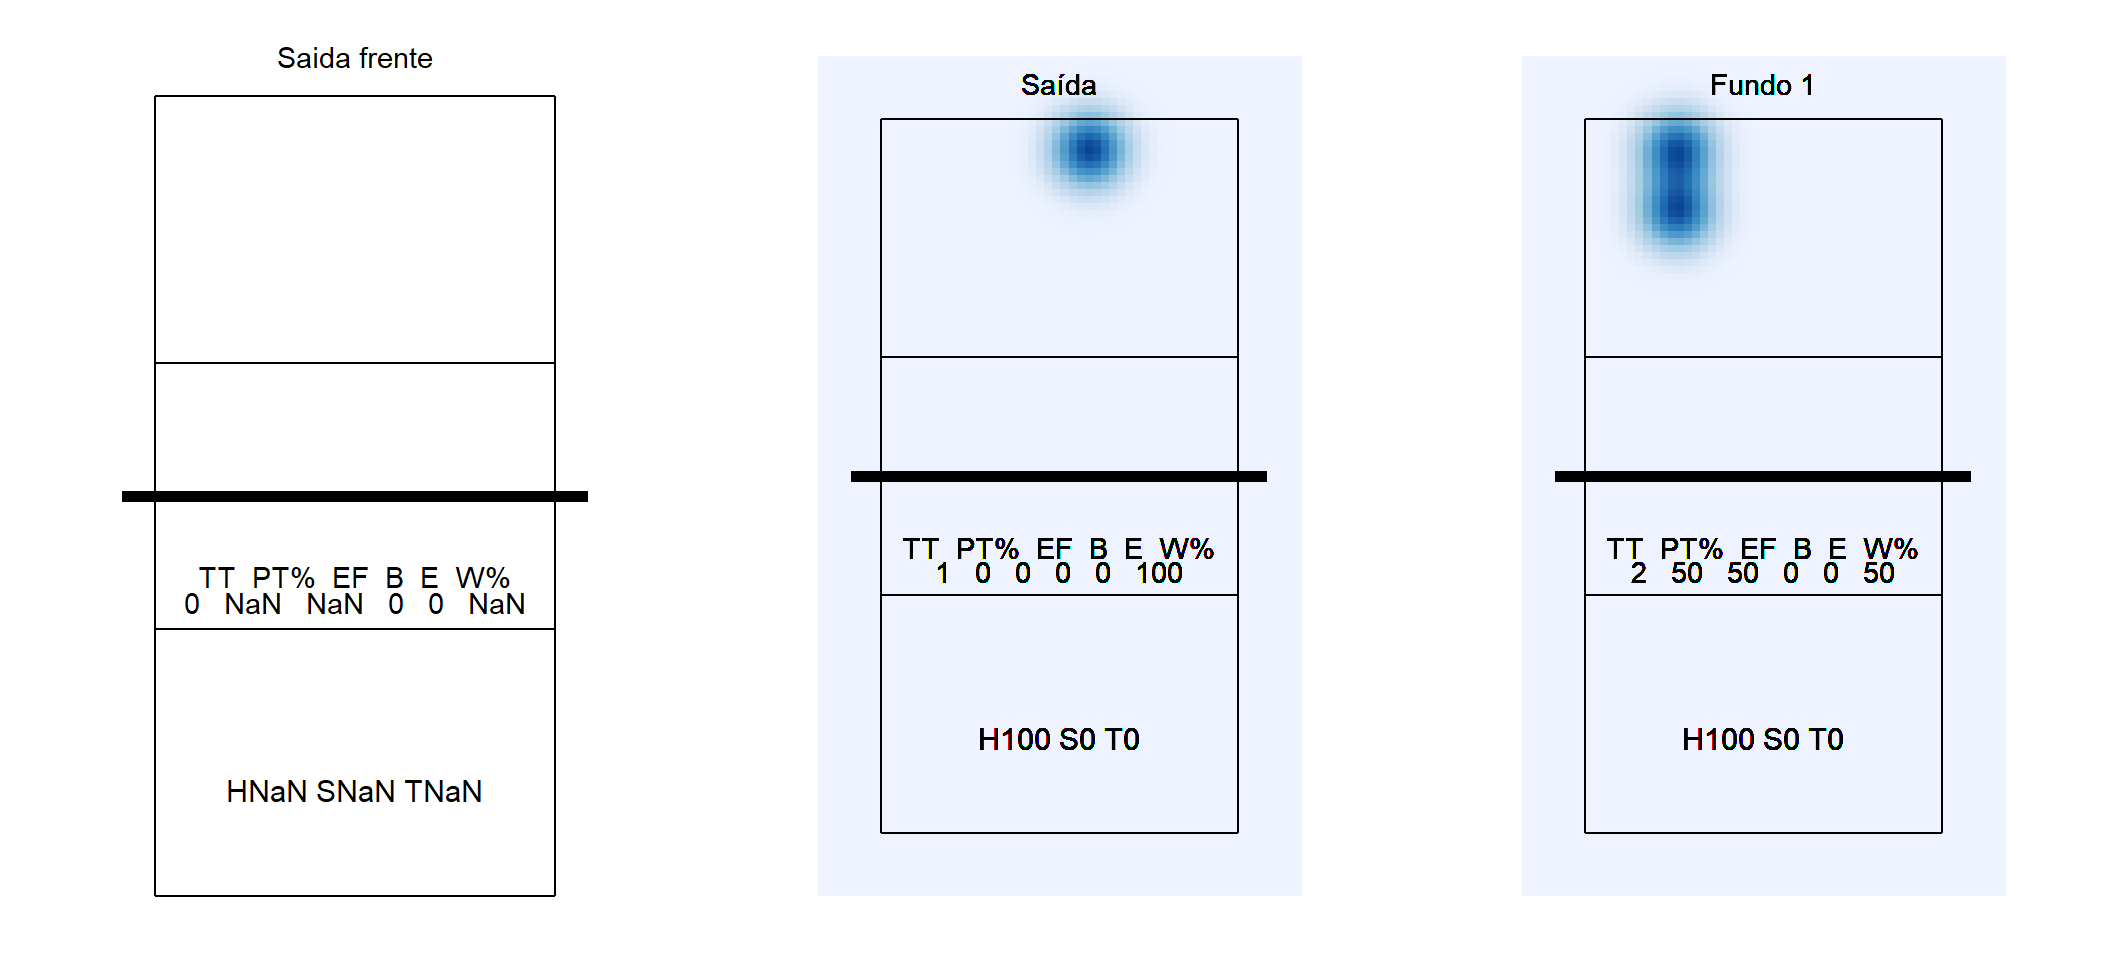 Saida frente
TT PT% EF B E W%
0 NaN NaN 0 0 NaN
HNaN SNaN TNaN
Saída
TT PT% EF B E W%
1 0 0 0 0 100
H100 S0 T0
Fundo 1
TT PT% EF B E W%
2 50 50 0 0 50
H100 S0 T0